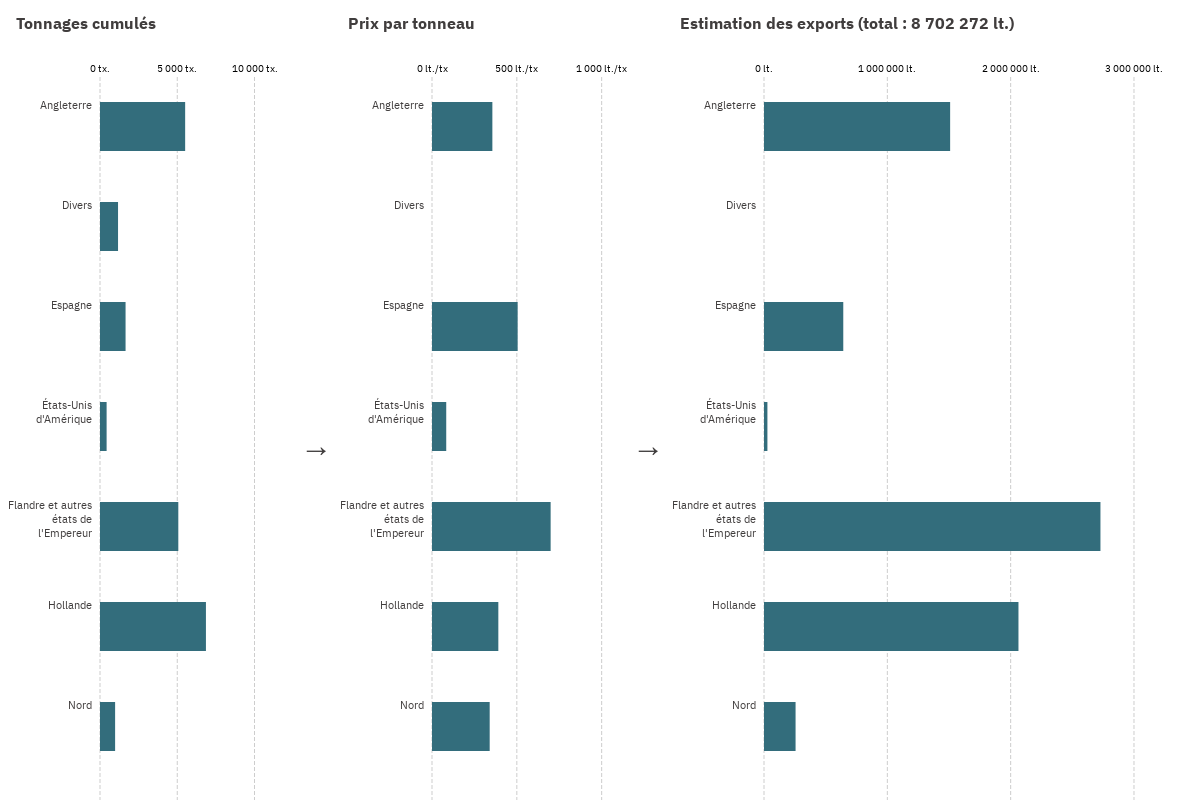 Tonnages cumulés
0 tx.
5 000 tx.
10 000 tx.
Angleterre
Divers
Espagne
États-Unis
d'Amérique
Flandre et autres
états de
l'Empereur
Hollande
Nord
→
Prix par tonneau
0 lt./tx
500 lt./tx
1 000 lt./tx
Angleterre
Divers
Espagne
États-Unis
d'Amérique
Flandre et autres
états de
l'Empereur
Hollande
Nord
→
Estimation des exports (total : 8 702 272 lt.)
0 lt.
1 000 000 lt.
2 000 000 lt.
3 000 000 lt.
Angleterre
Divers
Espagne
États-Unis
d'Amérique
Flandre et autres
états de
l'Empereur
Hollande
Nord